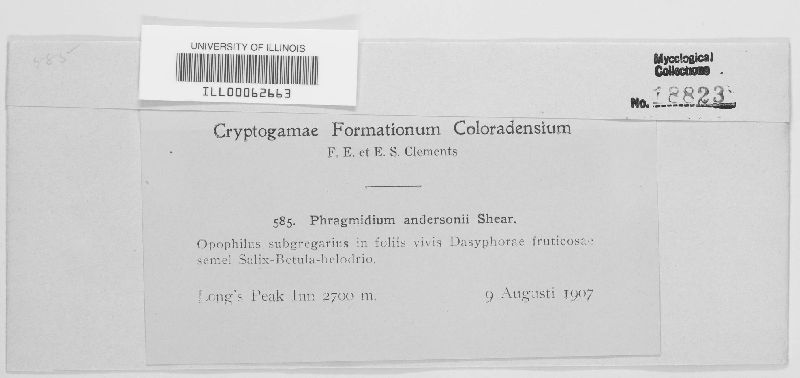 585
UNIVERSITY OF ILLINOIS
ILL00062663
Mycological
Collections
No. 18823
Cryptogamae Formationum Coloradensium
F. E. et E. S. Clements
585. Phragmidium andersonii Shear.
Opophilus subgregarius in foliis vivis Dasyphorae fruticosae
semel Salix-Betula-helodrio.
Long's Peak Inn 2700 m. 9 Augusti 1907